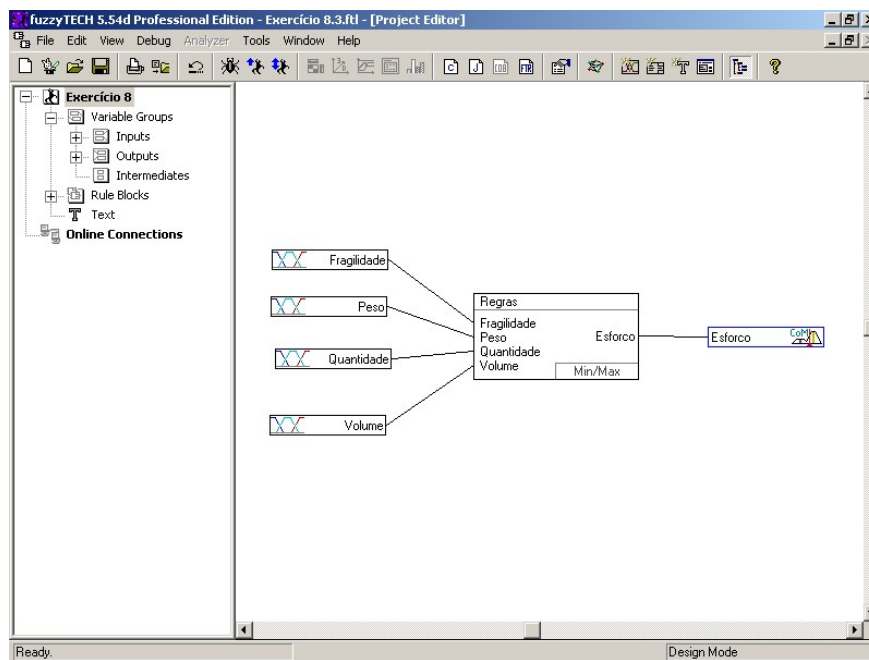 fuzzyTECH 5.54d Professional Edition - Exercício 8.3.ftl - [Project Editor]
File Edit View Debug Analyzer Tools Window Help
Exercício 8
Variable Groups
Inputs
Outputs
Intermediates
Rule Blocks
Text
Online Connections
Fragilidade
Peso
Quantidade
Volume
Regras
Fragilidade
Peso
Quantidade
Volume
Esforco
Min/Max
Esforco
CoM
Ready.
Design Mode